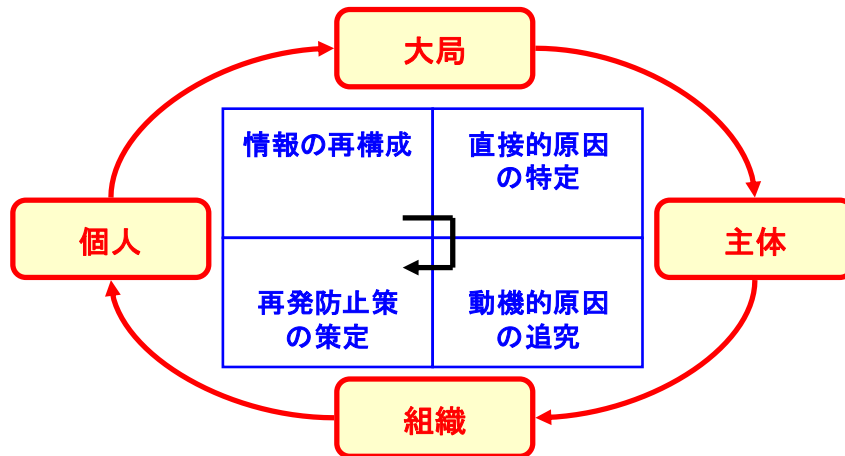 大局
情報の再構成
直接的原因
の特定
個人
主体
再発防止策
の策定
動機的原因
の追究
組織